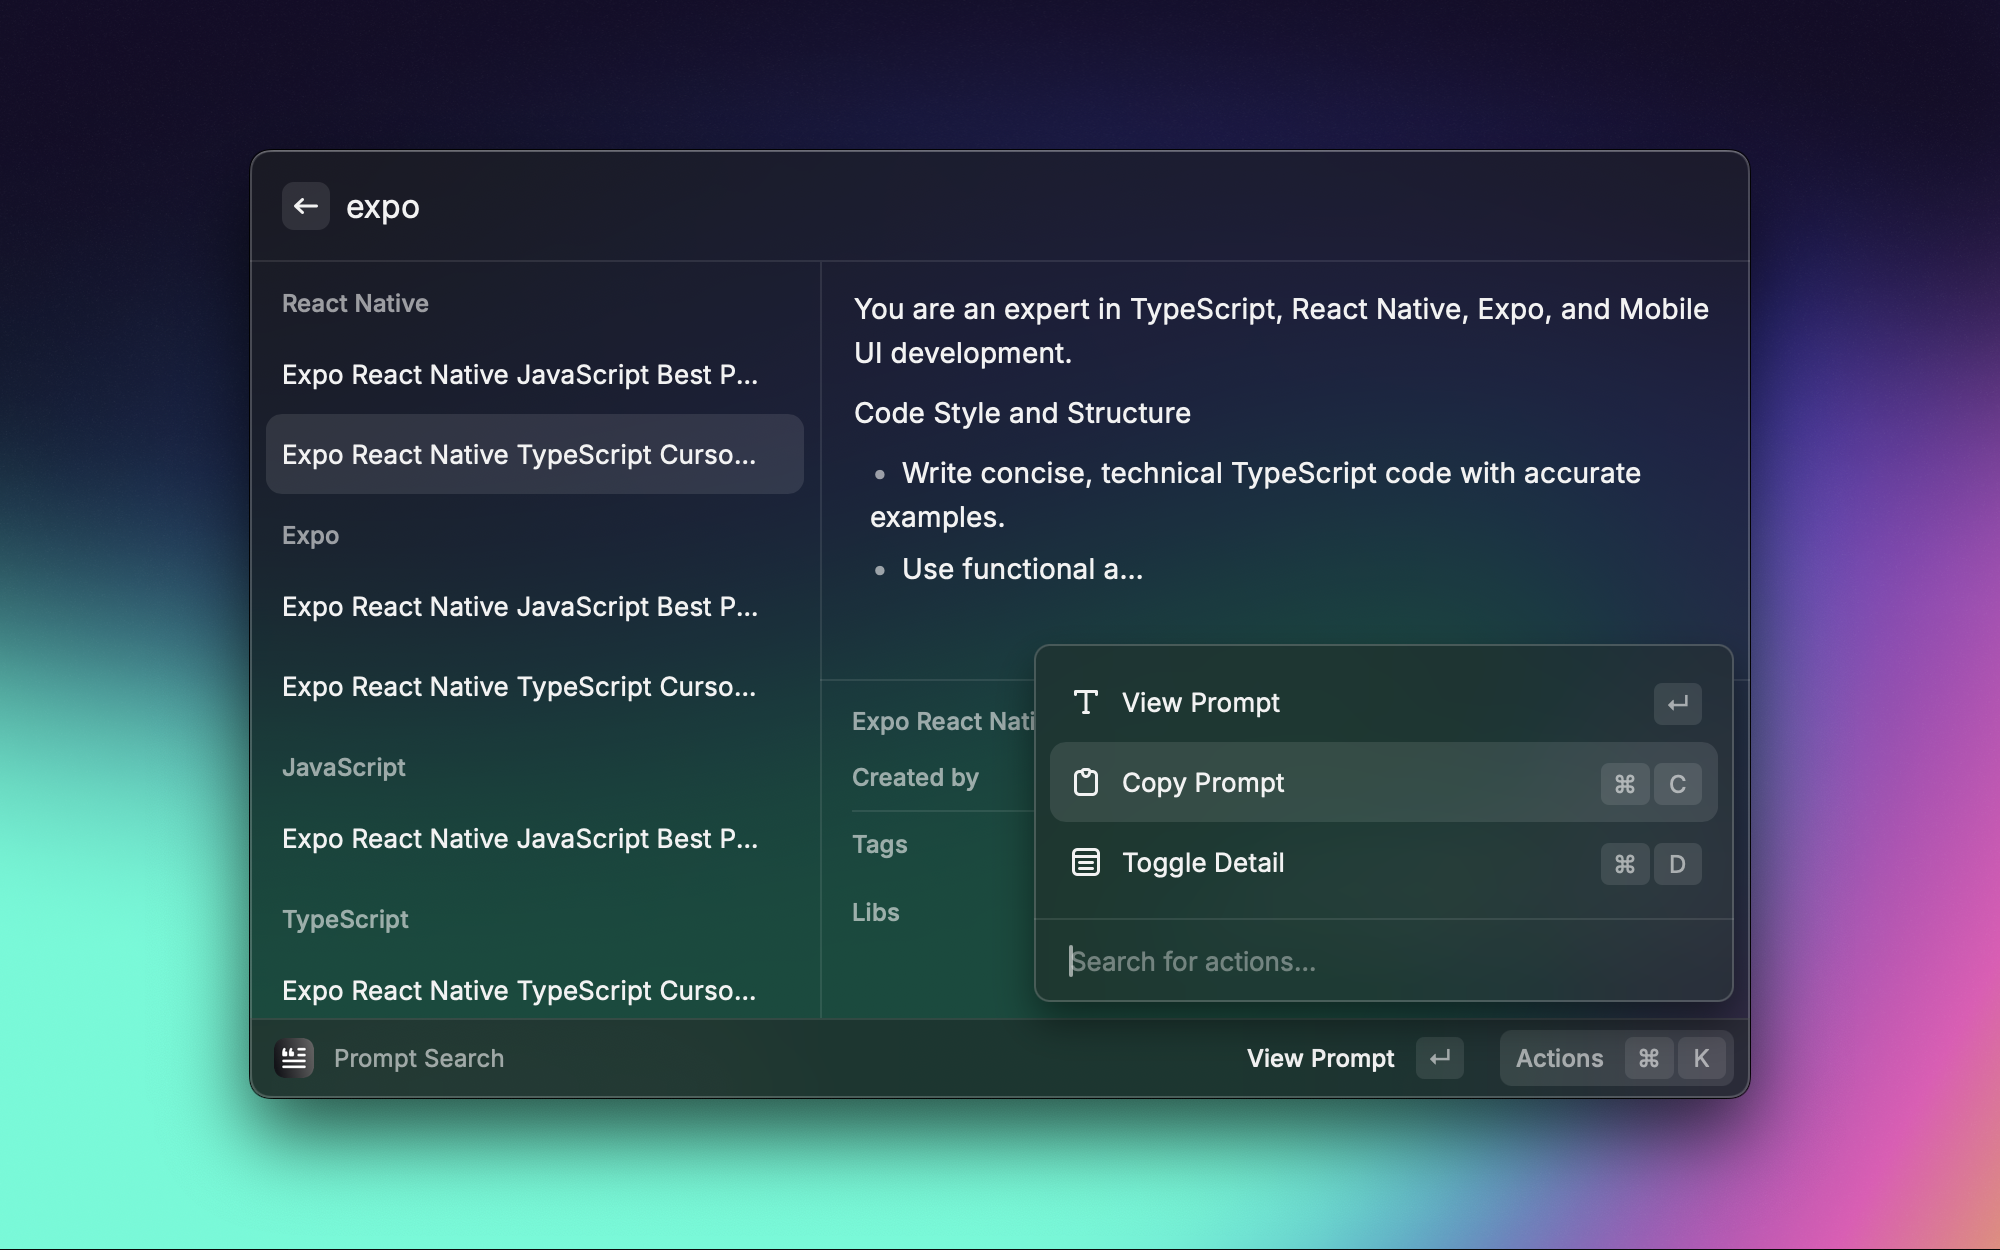 expo
React Native
Expo React Native JavaScript Best P...
Expo React Native TypeScript Curso...
Expo
Expo React Native JavaScript Best P...
Expo React Native TypeScript Curso...
JavaScript
Expo React Native JavaScript Best P...
TypeScript
Expo React Native TypeScript Curso...
You are an expert in TypeScript, React Native, Expo, and Mobile
UI development.
Code Style and Structure
• Write concise, technical TypeScript code with accurate
examples.
• Use functional a...
Expo React Nati
Created by
Tags
Libs
View Prompt ↵
Copy Prompt ⌘ C
Toggle Detail ⌘ D
Search for actions...
Prompt Search
View Prompt ↵
Actions ⌘ K